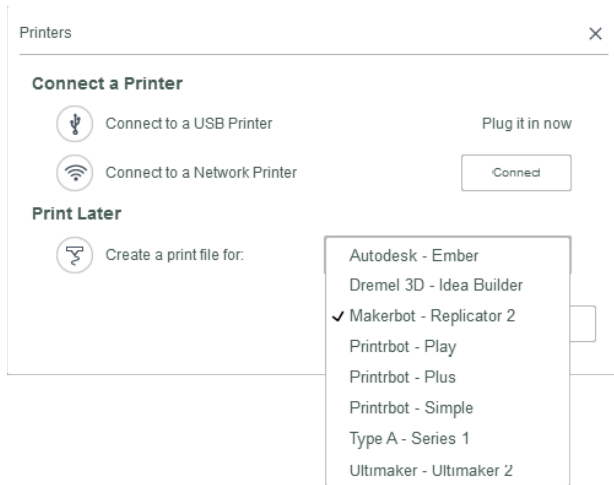 Printers
Connect a Printer
Connect to a USB Printer Plug it in now
Connect to a Network Printer Connect
Print Later
Create a print file for:
Autodesk - Ember
Dremel 3D - Idea Builder
Makerbot - Replicator 2
Printrbot - Play
Printrbot - Plus
Printrbot - Simple
Type A - Series 1
Ultimaker - Ultimaker 2